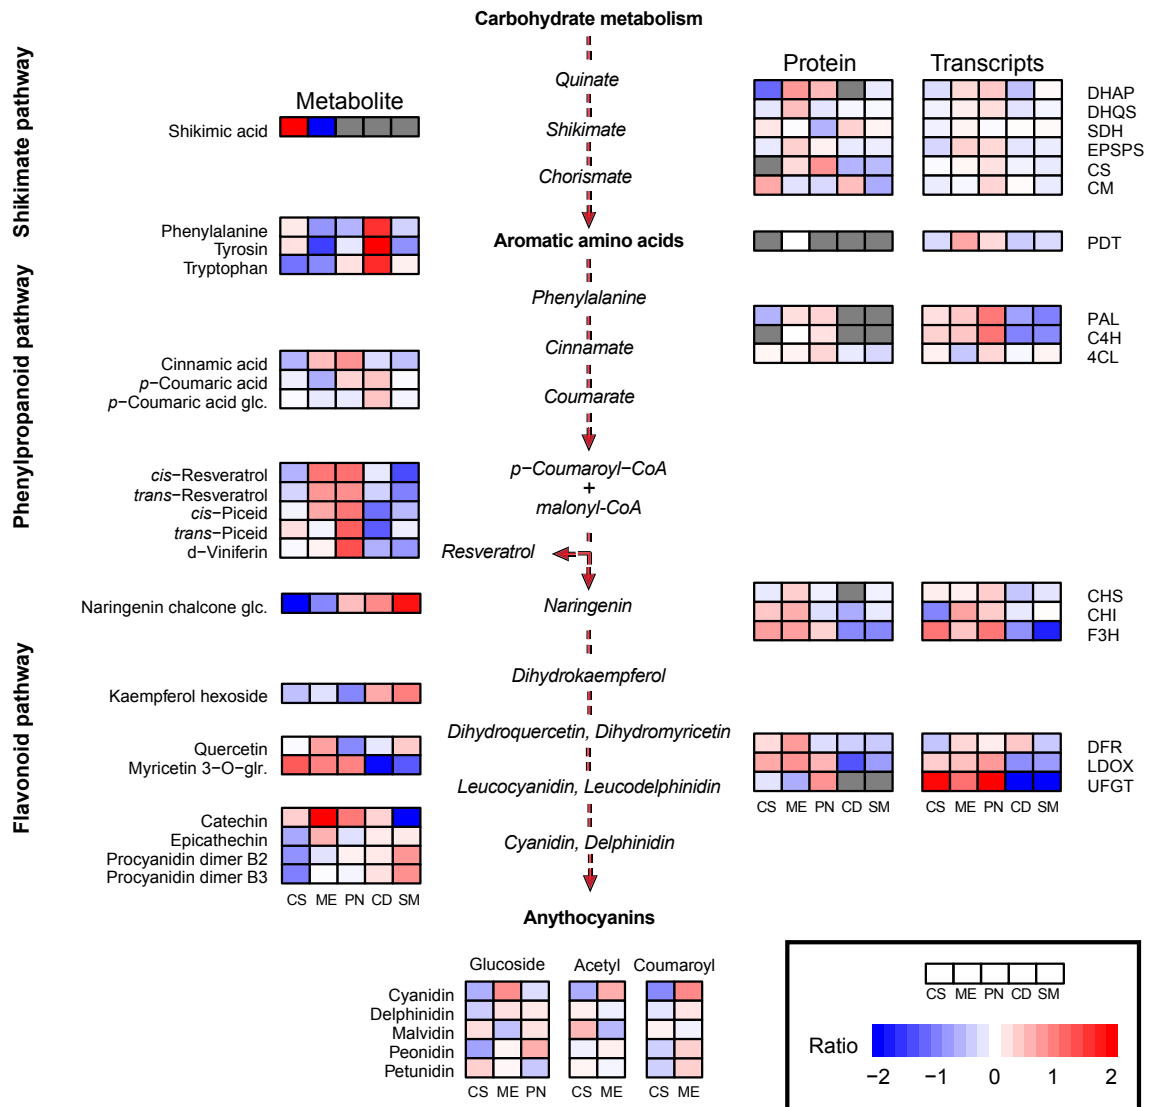 Carbohydrate metabolism
Shikimate pathway
Phenylpropanoid pathway
Flavonoid pathway
Metabolite
Shikimic acid
Phenylalanine
Tyrosin
Tryptophan
Cinnamic acid
p−Coumaric acid
p−Coumaric acid glc.
cis−Resveratrol
trans−Resveratrol
cis−Piceid
trans−Piceid
d−Viniferin
Naringenin chalcone glc.
Kaempferol hexoside
Quercetin
Myricetin 3−O−glr.
Catechin
Epicathechin
Procyanidin dimer B2
Procyanidin dimer B3
CS ME PN CD SM
Quinate
Shikimate
Chorismate
Aromatic amino acids
Phenylalanine
Cinnamate
Coumarate
p−Coumaroyl−CoA
+
malonyl-CoA
Resveratrol
Naringenin
Dihydrokaempferol
Dihydroquercetin, Dihydromyricetin
Leucocyanidin, Leucodelphinidin
Cyanidin, Delphinidin
Anythocyanins
Protein Transcripts
DHAP
DHQS
SDH
EPSPS
CS
CM
PDT
PAL
C4H
4CL
CHS
CHI
F3H
DFR
LDOX
UFGT
CS ME PN CD SM CS ME PN CD SM
Glucoside Acetyl Coumaroyl
Cyanidin
Delphinidin
Malvidin
Peonidin
Petunidin
CS ME PN CS ME CS ME
CS ME PN CD SM
Ratio
−2 −1 0 1 2